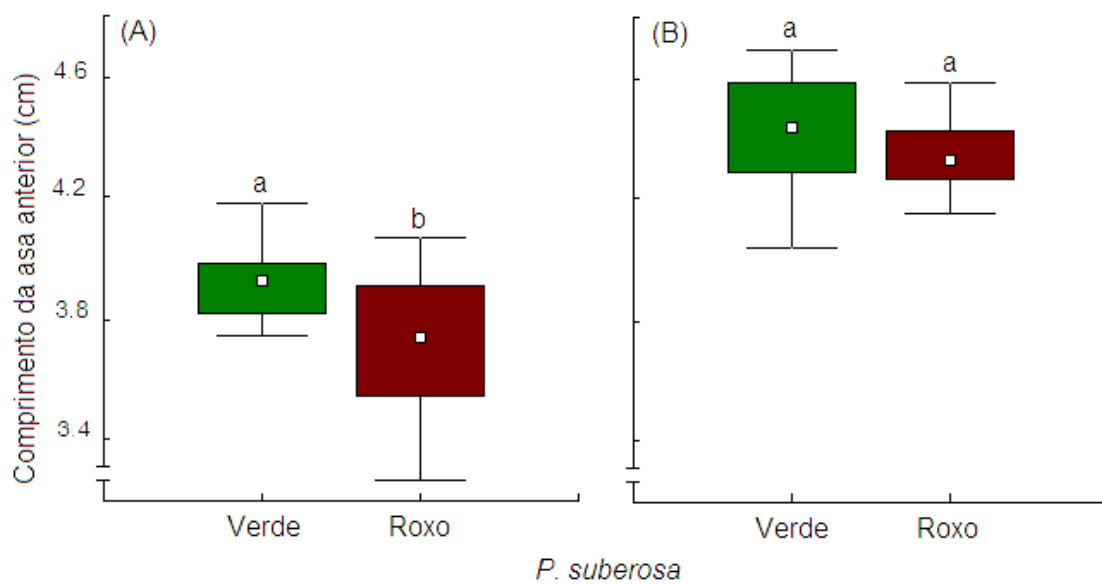 (A)
(B)
Comprimento da asa anterior (cm)
4.6
4.2
3.8
3.4
a
b
a
a
Verde
Roxo
Verde
Roxo
P. suberosa